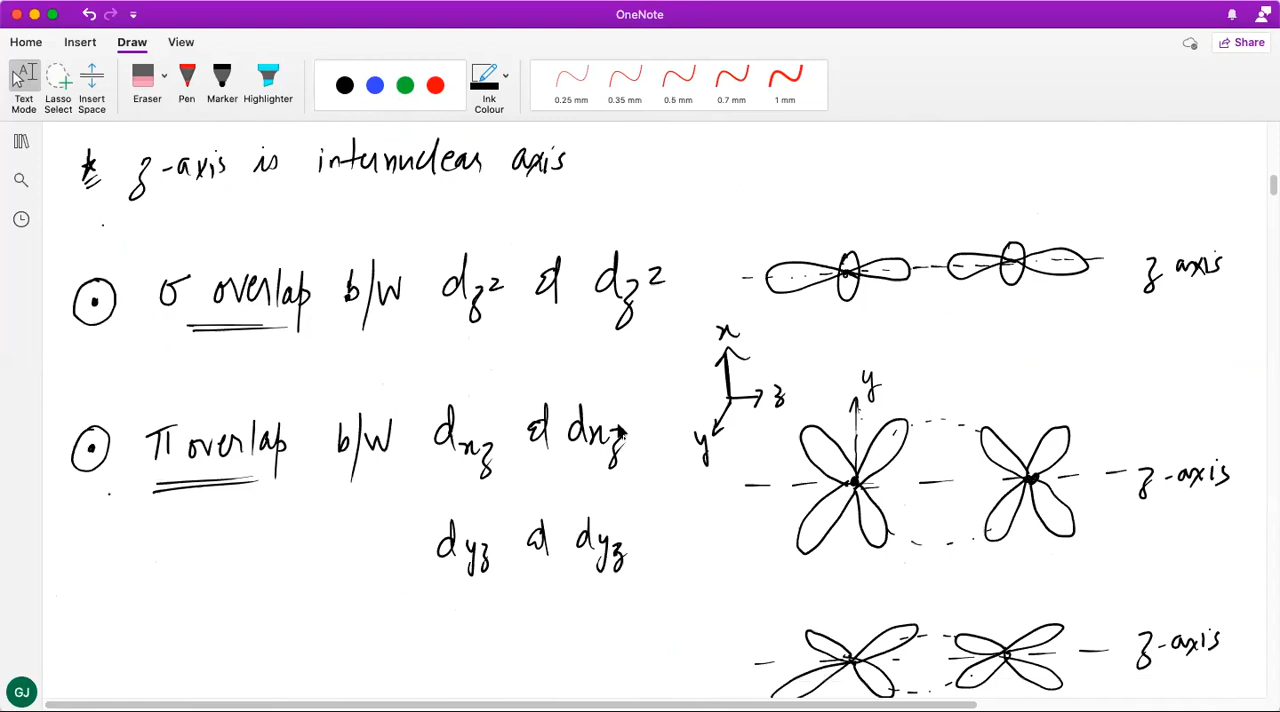 OneNote
Home Insert Draw View
Share
Text Mode
Lasso Select
Insert Space
Eraser
Pen
Marker
Highlighter
Ink Colour
0.25 mm
0.35 mm
0.5 mm
0.7 mm
1 mm
* z-axis is internuclear axis
σ overlap b/w dz2 & dz2
z axis
x
z
y
y
π overlap b/w dxz & dxz
z-axis
dyz & dyz
z-axis
GJ